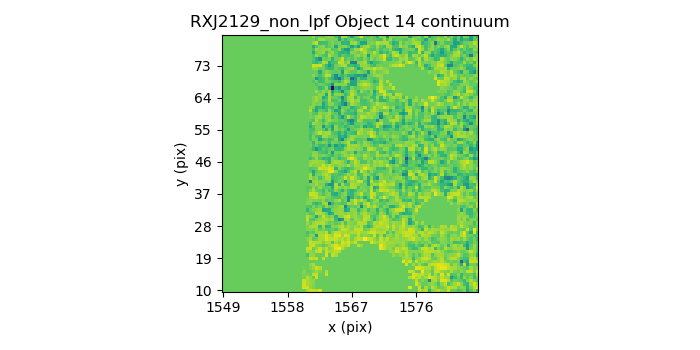 RXJ2129_non_lpf Object 14 continuum
73
64
55
46
37
28
19
10
y (pix)
1549 1558 1567 1576
x (pix)